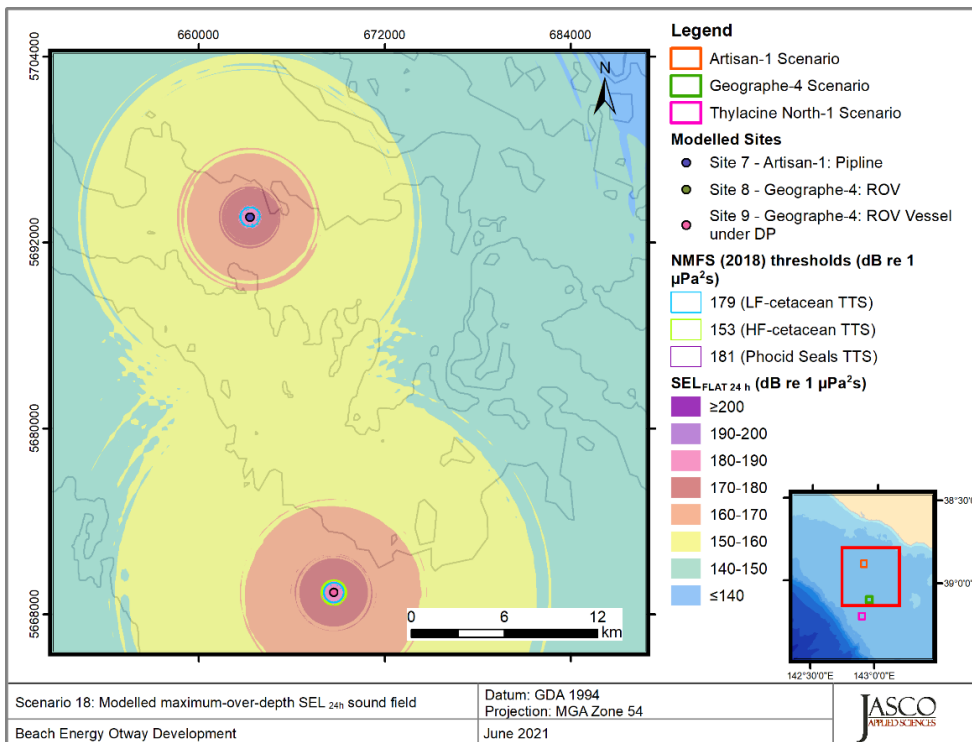 660000
672000
684000
5704000
5682000
5680000
5668000
N
0 6 12
km
Legend
Artisan-1 Scenario
Geographe-4 Scenario
Thylacine North-1 Scenario
Modelled Sites
Site 7 - Artisan-1: Pipline
Site 8 - Geographe-4: ROV
Site 9 - Geographe-4: ROV Vessel
under DP
NMFS (2018) thresholds (dB re 1
µPa²s)
179 (LF-cetacean TTS)
153 (HF-cetacean TTS)
181 (Phocid Seals TTS)
SEL FLAT 24 h (dB re 1 µPa²s)
≥200
190-200
180-190
170-180
160-170
150-160
140-150
≤140
38°30'S
39°0'0"S
142°30'0"E
143°0'0"E
Scenario 18: Modelled maximum-over-depth SEL 24h sound field
Beach Energy Otway Development
Datum: GDA 1994
Projection: MGA Zone 54
June 2021
JASCO
APPLIED SCIENCES